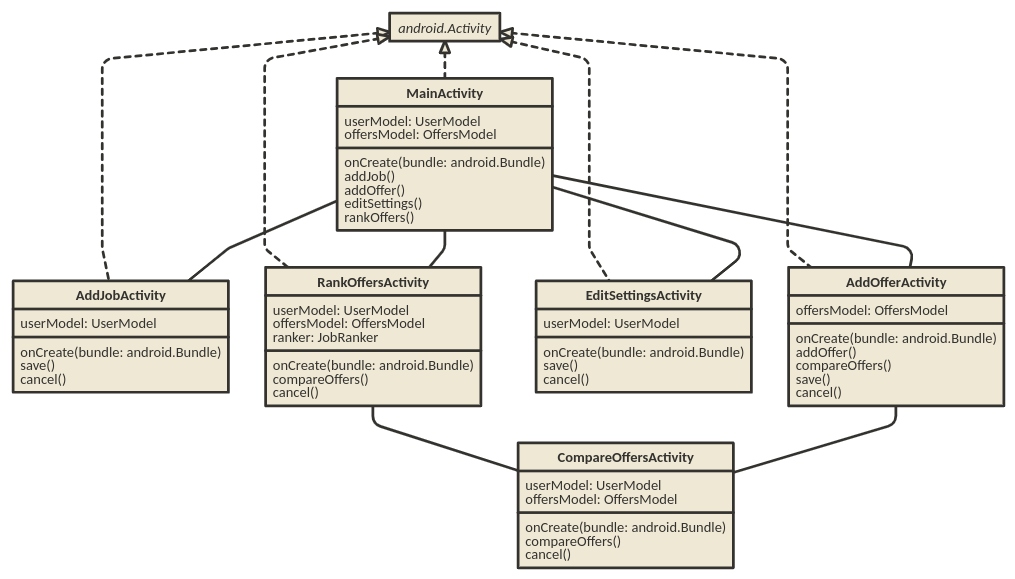 android.Activity
MainActivity
userModel: UserModel
offersModel: OffersModel
onCreate(bundle: android.Bundle)
addJob()
addOffer()
editSettings()
rankOffers()
AddJobActivity
userModel: UserModel
onCreate(bundle: android.Bundle)
save()
cancel()
RankOffersActivity
userModel: UserModel
offersModel: OffersModel
ranker: JobRanker
onCreate(bundle: android.Bundle)
compareOffers()
cancel()
EditSettingsActivity
userModel: UserModel
onCreate(bundle: android.Bundle)
save()
cancel()
AddOfferActivity
offersModel: OffersModel
onCreate(bundle: android.Bundle)
addOffer()
compareOffers()
save()
cancel()
CompareOffersActivity
userModel: UserModel
offersModel: OffersModel
onCreate(bundle: android.Bundle)
compareOffers()
cancel()